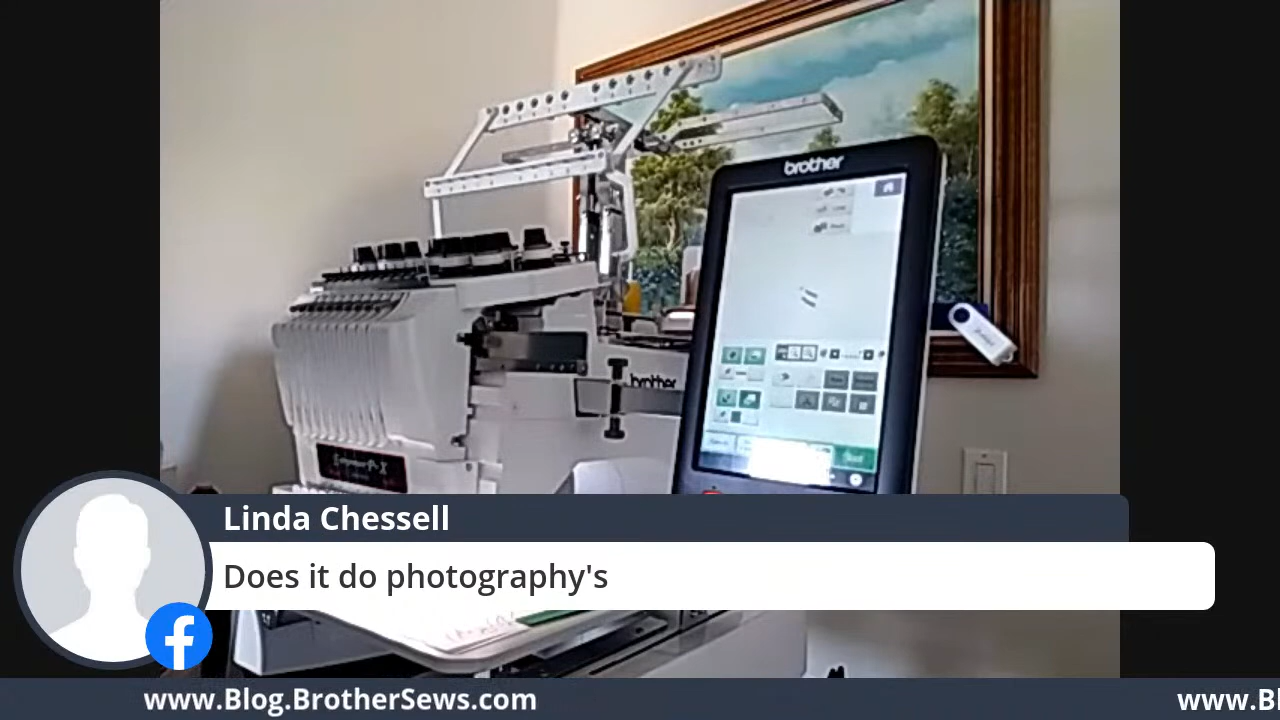 brother
brother
Linda Chessell
Does it do photography's
www.Blog.BrotherSews.com
www.Bl